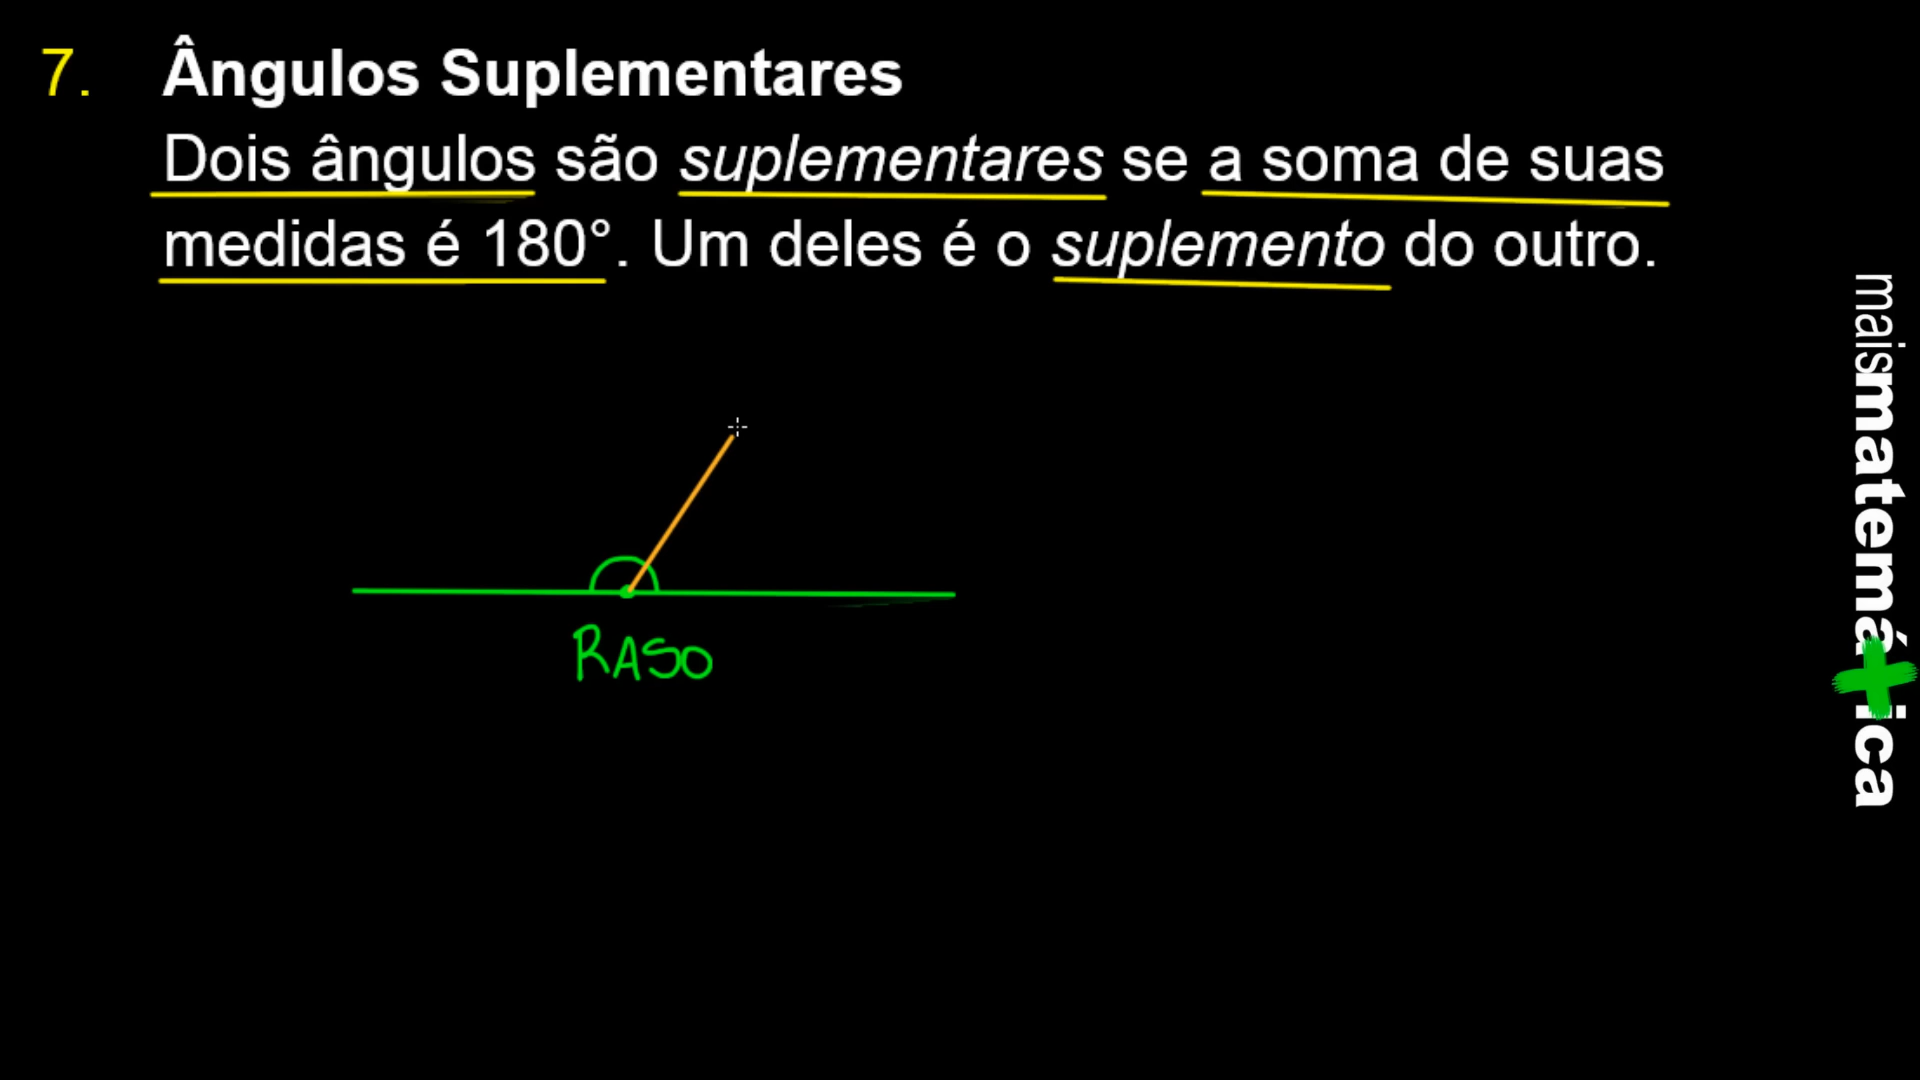 7. Ângulos Suplementares
Dois ângulos são suplementares se a soma de suas
medidas é 180°. Um deles é o suplemento do outro.
RASO
maismatemática